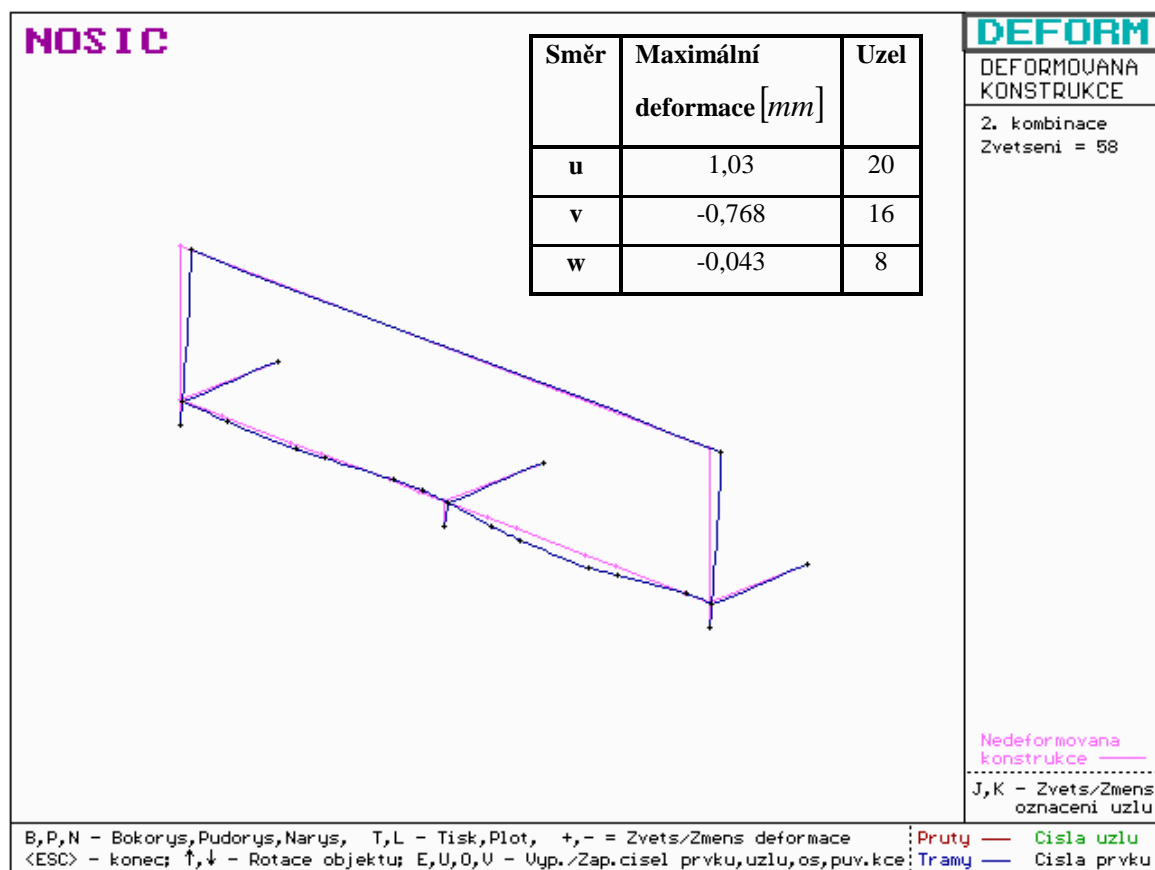 NOSIC
Směr Maximální deformace [mm] Uzel
u 1,03 20
v -0,768 16
w -0,043 8
DEFORM
DEFORMOVANA
KONSTRUKCE
2. kombinace
Zvetseni = 58
Nedeformovana
konstrukce
J,K - Zvets/Zmens
oznaceni uzlu
B,P,N - Bokorys,Pudorys,Narys, T,L - Tisk,Plot, +,- = Zvets/Zmens deformace
<ESC> - konec; ↑,↓ - Rotace objektu; E,U,O,V - Vyp./Zap.cisel prvku,uzlu,os,puv.kce
Pruty Cisla uzlu
Tramy Cisla prvku